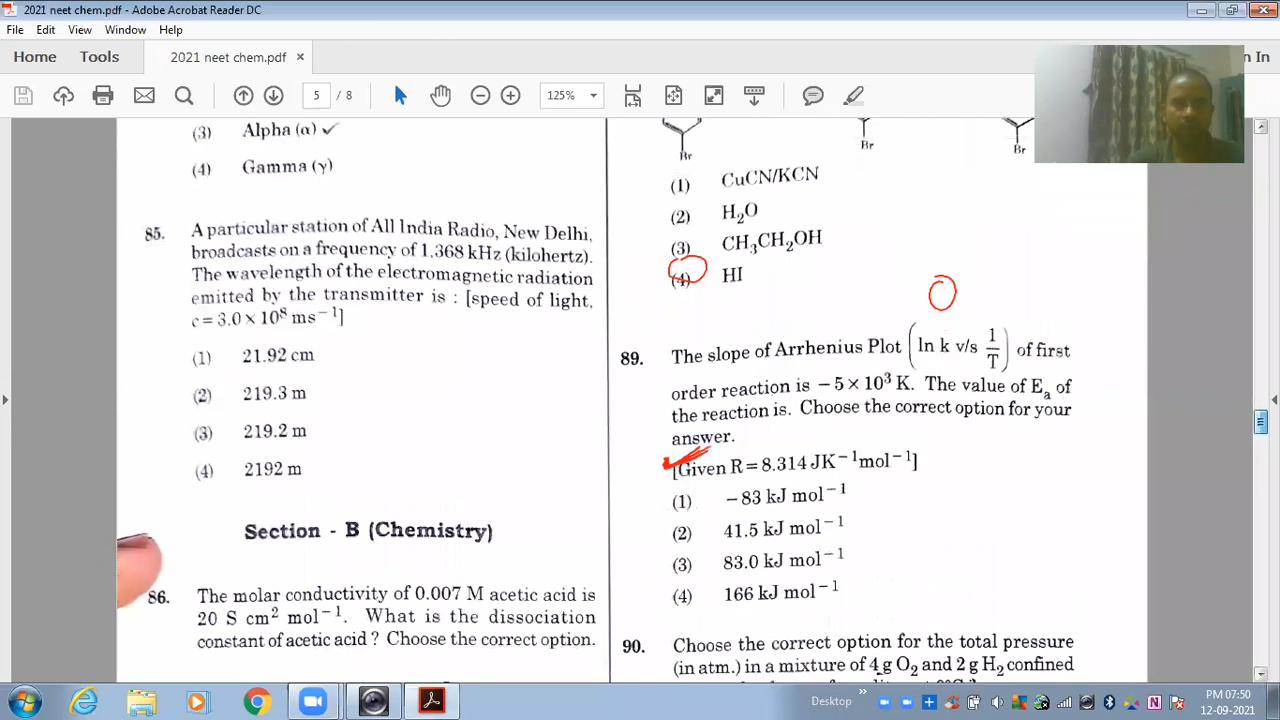 2021 neet chem.pdf - Adobe Acrobat Reader DC
File Edit View Window Help
Home Tools 2021 neet chem.pdf × In In
5 / 8 125%
(3) Alpha (α) ✓
(4) Gamma (γ)
85. A particular station of All India Radio, New Delhi,
broadcasts on a frequency of 1,368 kHz (kilohertz).
The wavelength of the electromagnetic radiation
emitted by the transmitter is : [speed of light,
c = 3.0 × 10⁸ ms⁻¹]
(1) 21.92 cm
(2) 219.3 m
(3) 219.2 m
(4) 2192 m
Section - B (Chemistry)
86. The molar conductivity of 0.007 M acetic acid is
20 S cm² mol⁻¹. What is the dissociation
constant of acetic acid ? Choose the correct option.
Br Br Br
(1) CuCN/KCN
(2) H₂O
(3) CH₃CH₂OH
(4) HI
89. The slope of Arrhenius Plot (ln k v/s 1/T) of first
order reaction is − 5 × 10³ K. The value of Eₐ of
the reaction is. Choose the correct option for your
answer.
[Given R = 8.314 JK⁻¹mol⁻¹]
(1) − 83 kJ mol⁻¹
(2) 41.5 kJ mol⁻¹
(3) 83.0 kJ mol⁻¹
(4) 166 kJ mol⁻¹
90. Choose the correct option for the total pressure
(in atm.) in a mixture of 4 g O₂ and 2 g H₂ confined
Desktop » PM 07:50
12-09-2021